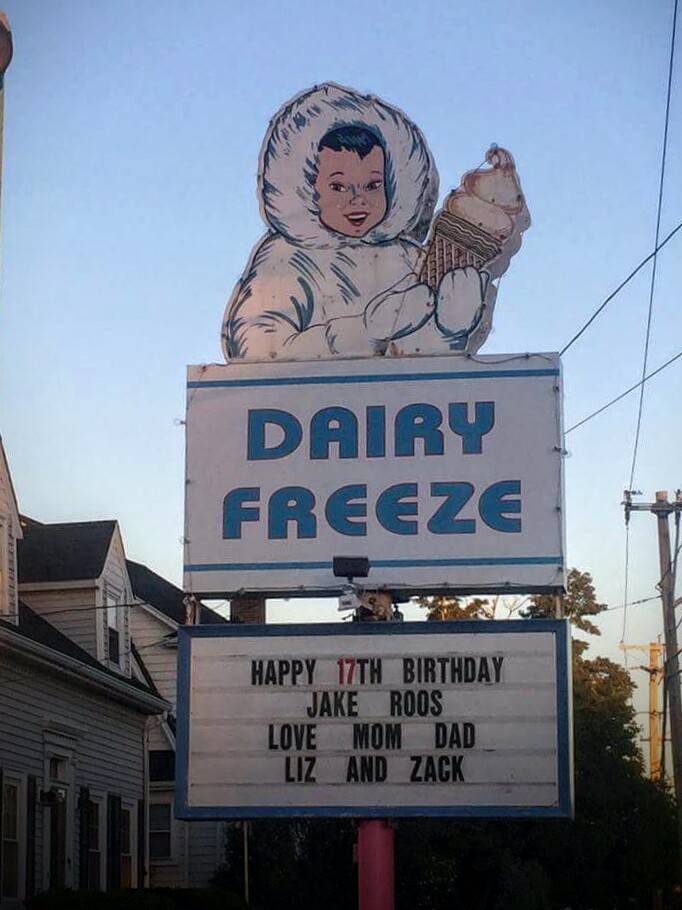 DAIRY
FREEZE
HAPPY 17TH BIRTHDAY
JAKE ROOS
LOVE MOM DAD
LIZ AND ZACK